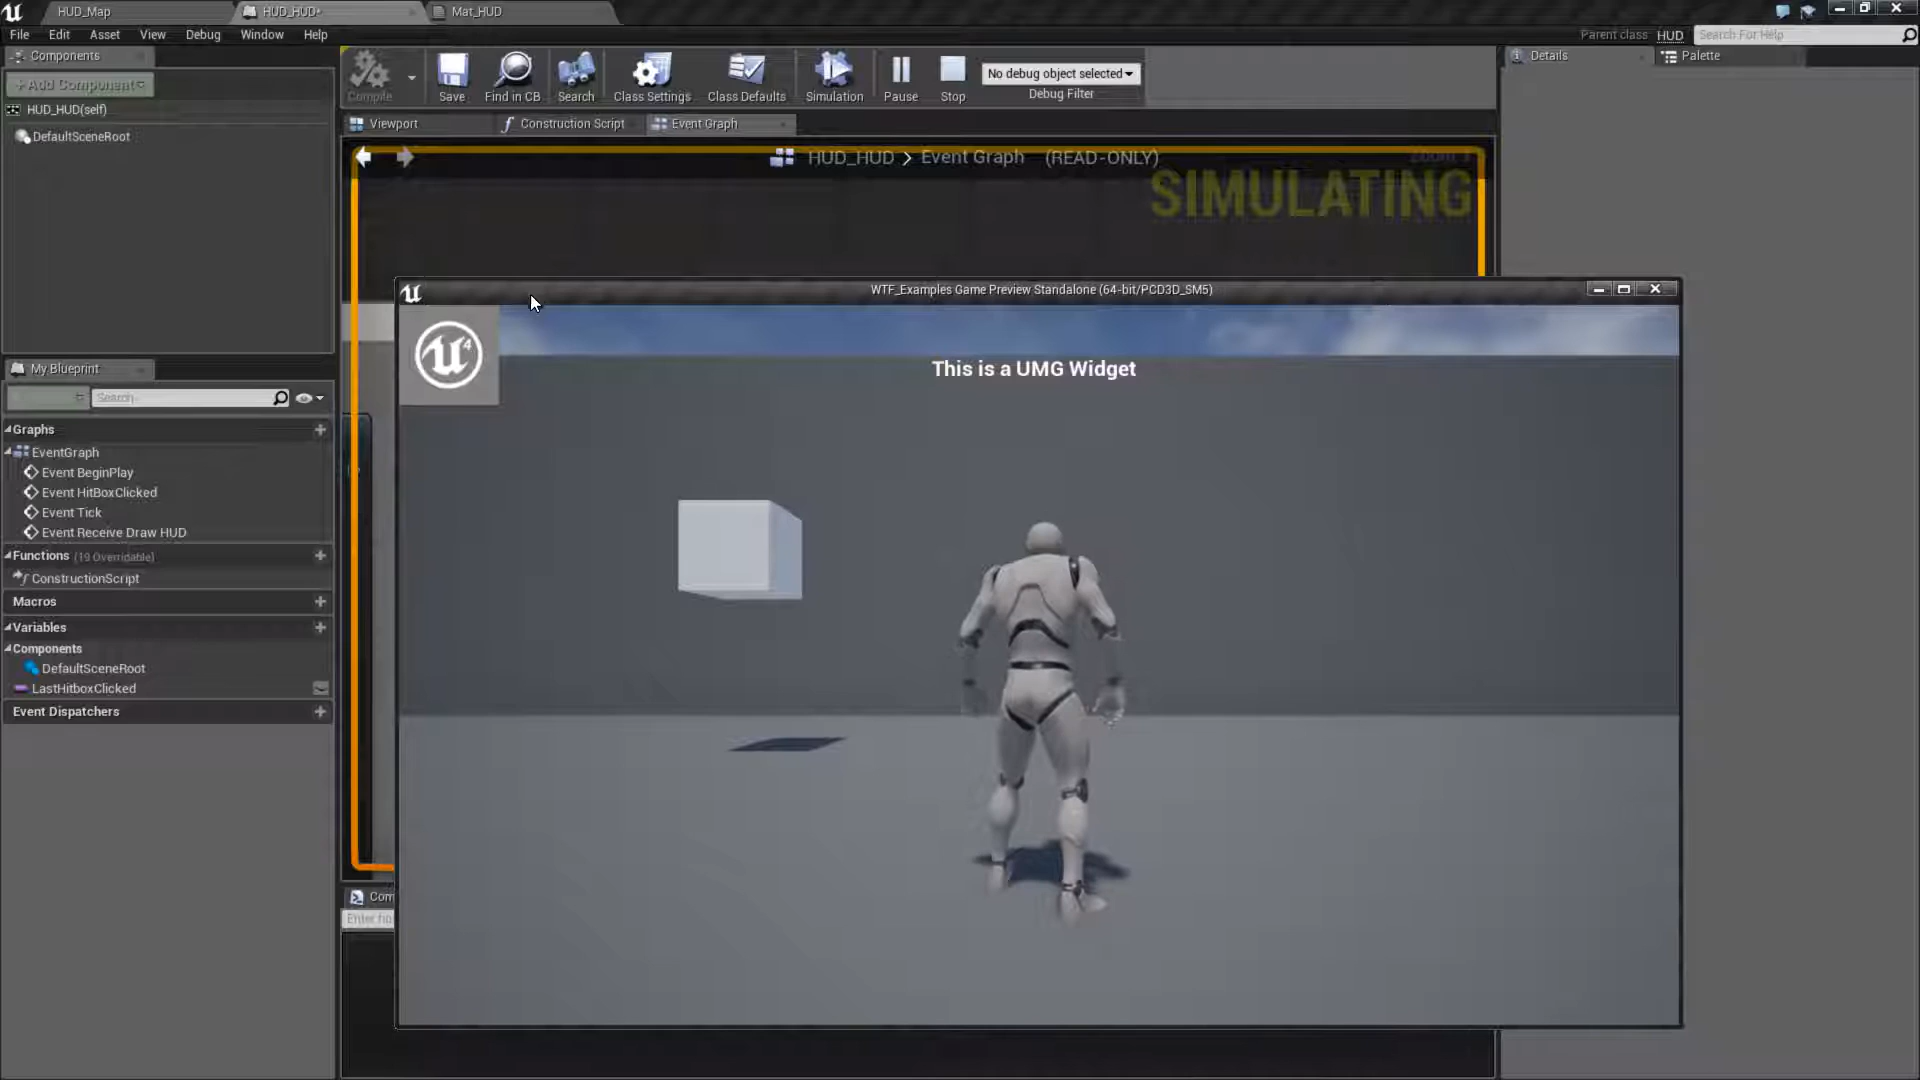 HUD_Map
HUD_HUD*
Mat_HUD
File Edit Asset View Debug Window Help
Parent class HUD Search For Help
Components
+Add Component
HUD_HUD(self)
DefaultSceneRoot
Compile
Save
Find in CB
Search
Class Settings
Class Defaults
Simulation
Pause
Stop
No debug object selected
Debug Filter
Details
Palette
Viewport
Construction Script
Event Graph
HUD_HUD > Event Graph (READ-ONLY)
SIMULATING
WTF_Examples Game Preview Standalone (64-bit/PCD3D_SM5)
This is a UMG Widget
My Blueprint
Search
Graphs
EventGraph
Event BeginPlay
Event HitBoxClicked
Event Tick
Event Receive Draw HUD
Functions (19 Overridable)
ConstructionScript
Macros
Variables
Components
DefaultSceneRoot
LastHitboxClicked
Event Dispatchers